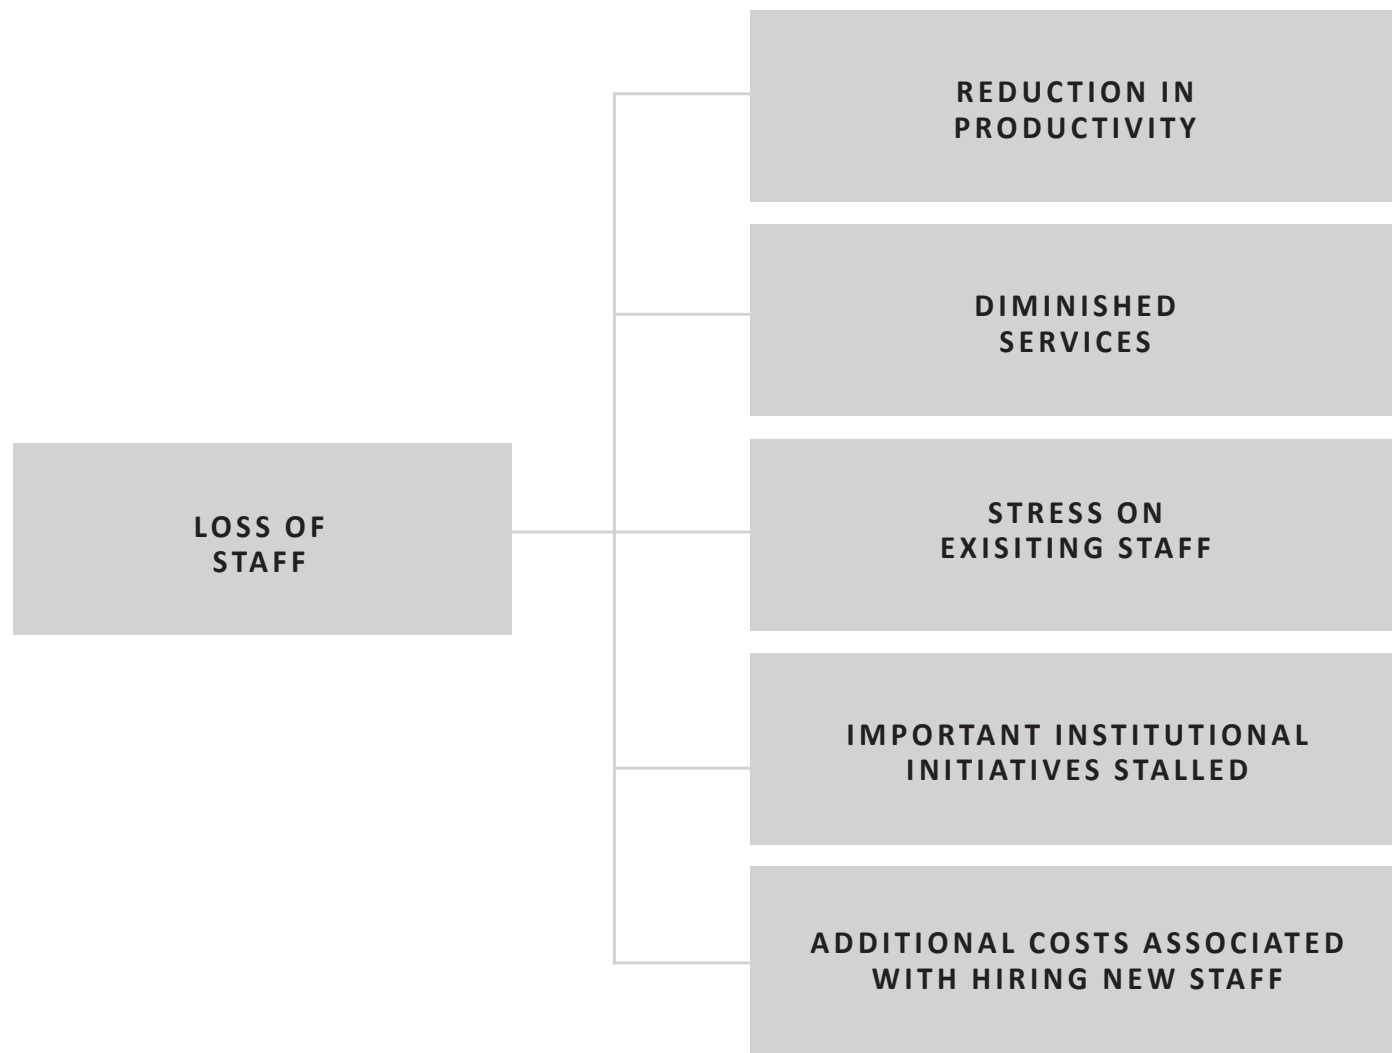 REDUCTION IN
PRODUCTIVITY
DIMINISHED
SERVICES
LOSS OF
STAFF
STRESS ON
EXISITING STAFF
IMPORTANT INSTITUTIONAL
INITIATIVES STALLED
ADDITIONAL COSTS ASSOCIATED
WITH HIRING NEW STAFF